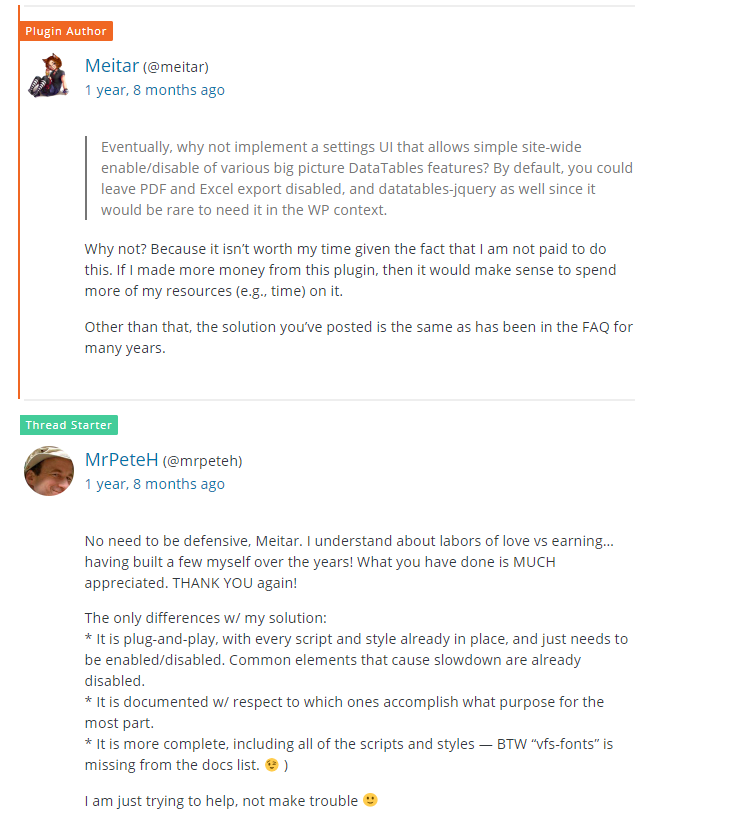 Plugin Author
Meitar (@meitar)
1 year, 8 months ago
Eventually, why not implement a settings UI that allows simple site-wide
enable/disable of various big picture DataTables features? By default, you could
leave PDF and Excel export disabled, and datatables-jquery as well since it
would be rare to need it in the WP context.
Why not? Because it isn’t worth my time given the fact that I am not paid to do
this. If I made more money from this plugin, then it would make sense to spend
more of my resources (e.g., time) on it.
Other than that, the solution you’ve posted is the same as has been in the FAQ for
many years.
Thread Starter
MrPeteH (@mrpeteh)
1 year, 8 months ago
No need to be defensive, Meitar. I understand about labors of love vs earning…
having built a few myself over the years! What you have done is MUCH
appreciated. THANK YOU again!
The only differences w/ my solution:
* It is plug-and-play, with every script and style already in place, and just needs to
be enabled/disabled. Common elements that cause slowdown are already
disabled.
* It is documented w/ respect to which ones accomplish what purpose for the
most part.
* It is more complete, including all of the scripts and styles — BTW “vfs-fonts” is
missing from the docs list. 😉 )
I am just trying to help, not make trouble 🙂